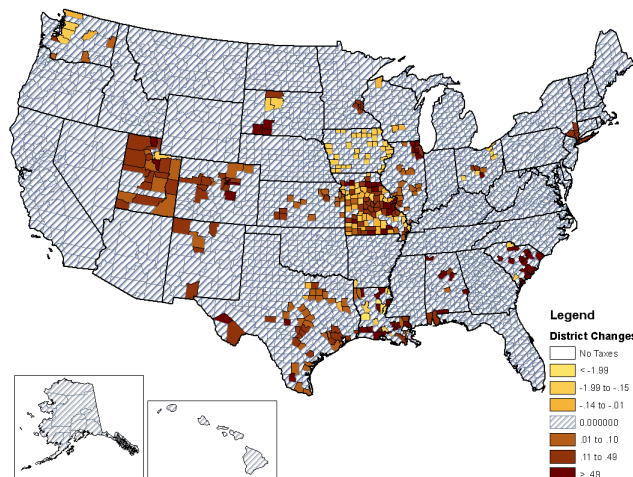 Legend
District Changes
No Taxes
< -1.99
-1.99 to -.15
-.14 to -.01
0.000000
.01 to .10
.11 to .49
> .49